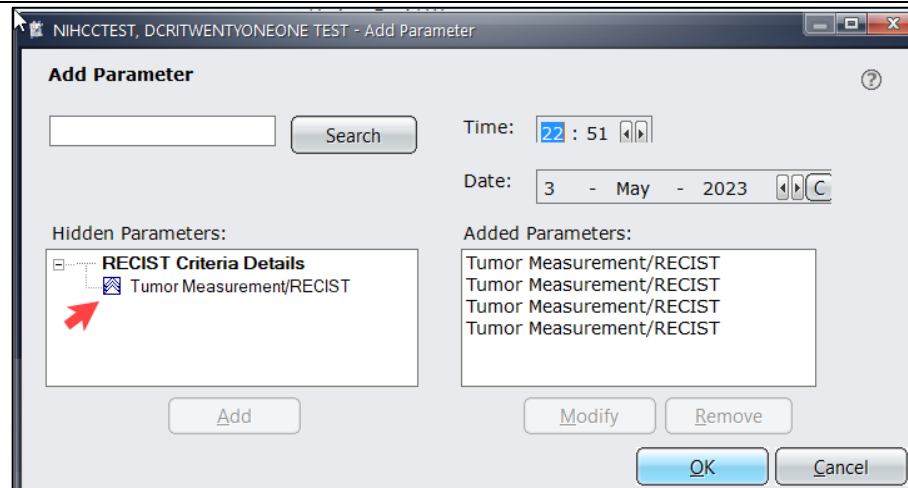 NIHCCTEST, DCRITWENTYONEONE TEST - Add Parameter
Add Parameter
Search
Time: 22 : 51
Date: 3 - May - 2023 C
Hidden Parameters:
RECIST Criteria Details
Tumor Measurement/RECIST
Added Parameters:
Tumor Measurement/RECIST
Tumor Measurement/RECIST
Tumor Measurement/RECIST
Tumor Measurement/RECIST
Add
Modify
Remove
OK
Cancel